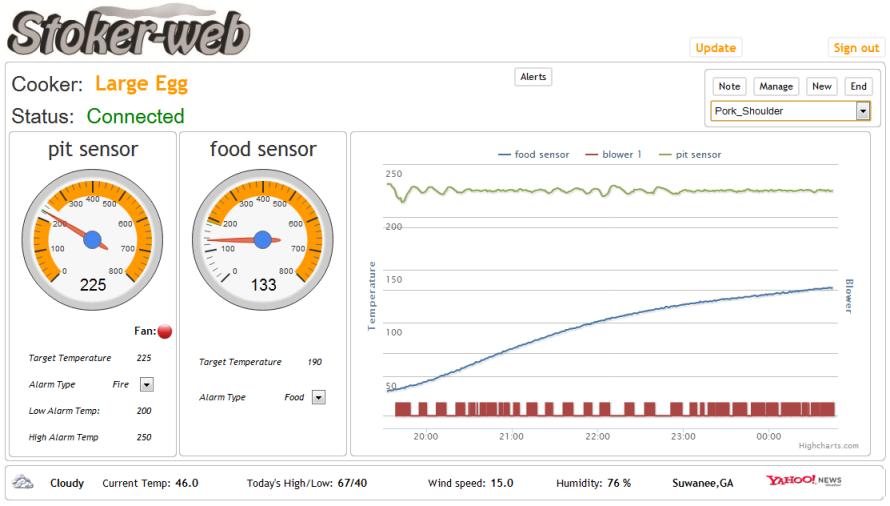 Stoker-web
Update Sign out
Cooker: Large Egg
Alerts
Note Manage New End
Status: Connected
Pork_Shoulder
pit sensor
0 100 200 300 400 500 600 700 800
225
Fan:
Target Temperature 225
Alarm Type Fire
Low Alarm Temp: 200
High Alarm Temp 250
food sensor
0 100 200 300 400 500 600 700 800
133
Target Temperature 190
Alarm Type Food
food sensor blower 1 pit sensor
250
200
150
100
50
Temperature
Blower
20:00 21:00 22:00 23:00 00:00
Highcharts.com
Cloudy Current Temp: 46.0 Today's High/Low: 67/40 Wind speed: 15.0 Humidity: 76 % Suwanee,GA YAHOO! NEWS
Weather